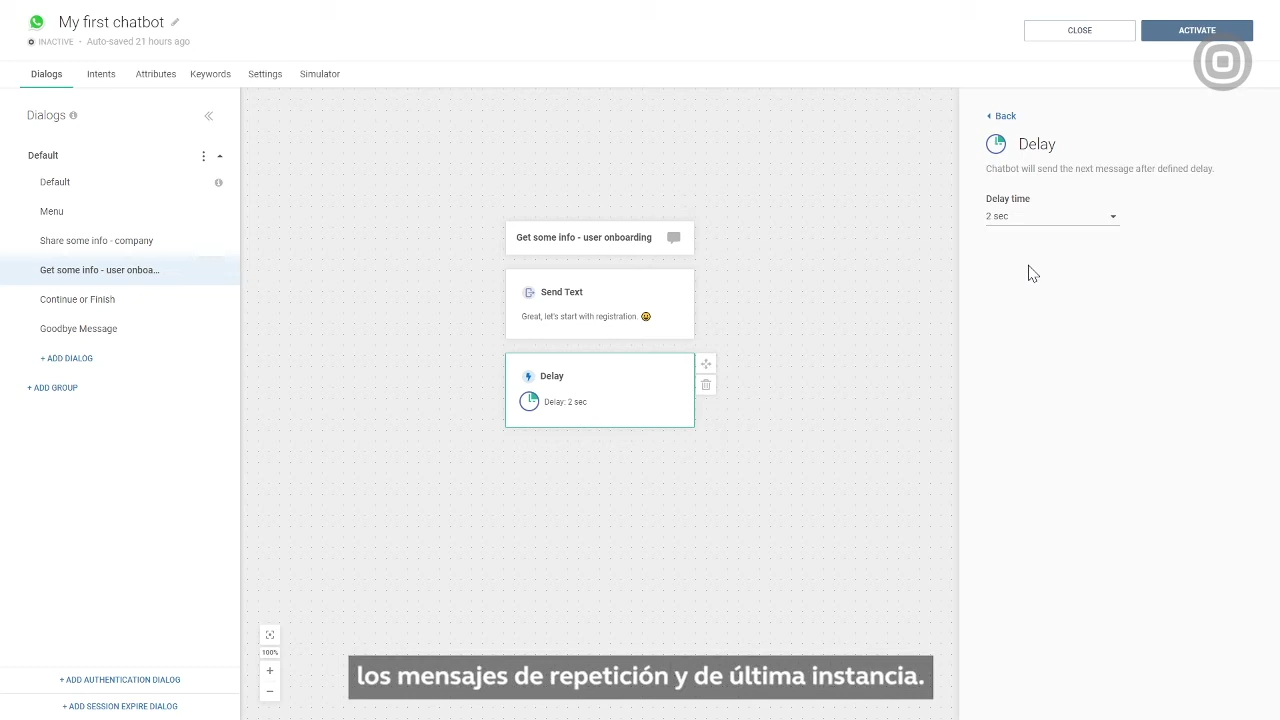 My first chatbot
INACTIVE · Auto-saved 21 hours ago
CLOSE
ACTIVATE
Dialogs
Intents
Attributes
Keywords
Settings
Simulator
Dialogs
Default
Default
Menu
Share some info - company
Get some info - user onboa...
Continue or Finish
Goodbye Message
+ ADD DIALOG
+ ADD GROUP
+ ADD AUTHENTICATION DIALOG
+ ADD SESSION EXPIRE DIALOG
Get some info - user onboarding
Send Text
Great, let's start with registration. 😀
Delay
Delay: 2 sec
100%
Back
Delay
Chatbot will send the next message after defined delay.
Delay time
2 sec
los mensajes de repetición y de última instancia.